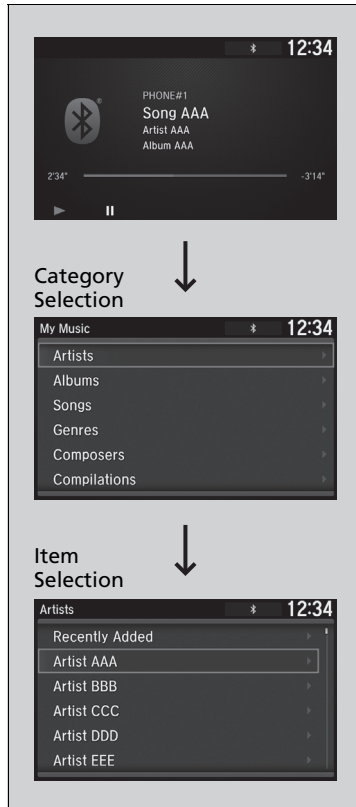 12:34
PHONE#1
Song AAA
Artist AAA
Album AAA
2'34" -3'14"
Category
Selection
My Music 12:34
Artists
Albums
Songs
Genres
Composers
Compilations
Item
Selection
Artists 12:34
Recently Added
Artist AAA
Artist BBB
Artist CCC
Artist DDD
Artist EEE